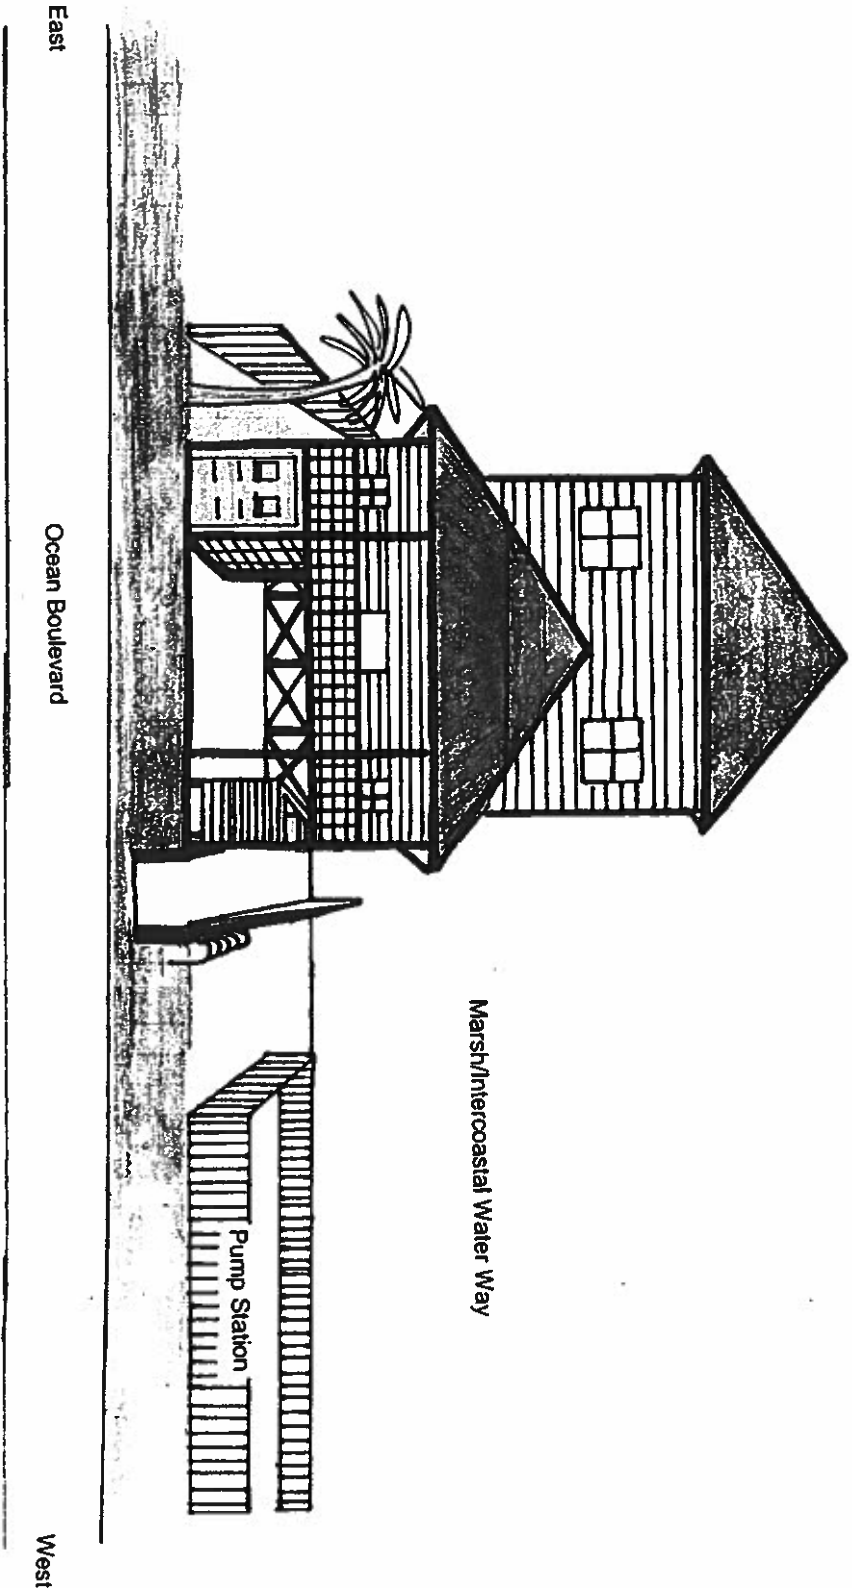 Marsh/Intercoastal Water Way
Pump Station
East
Ocean Boulevard
West